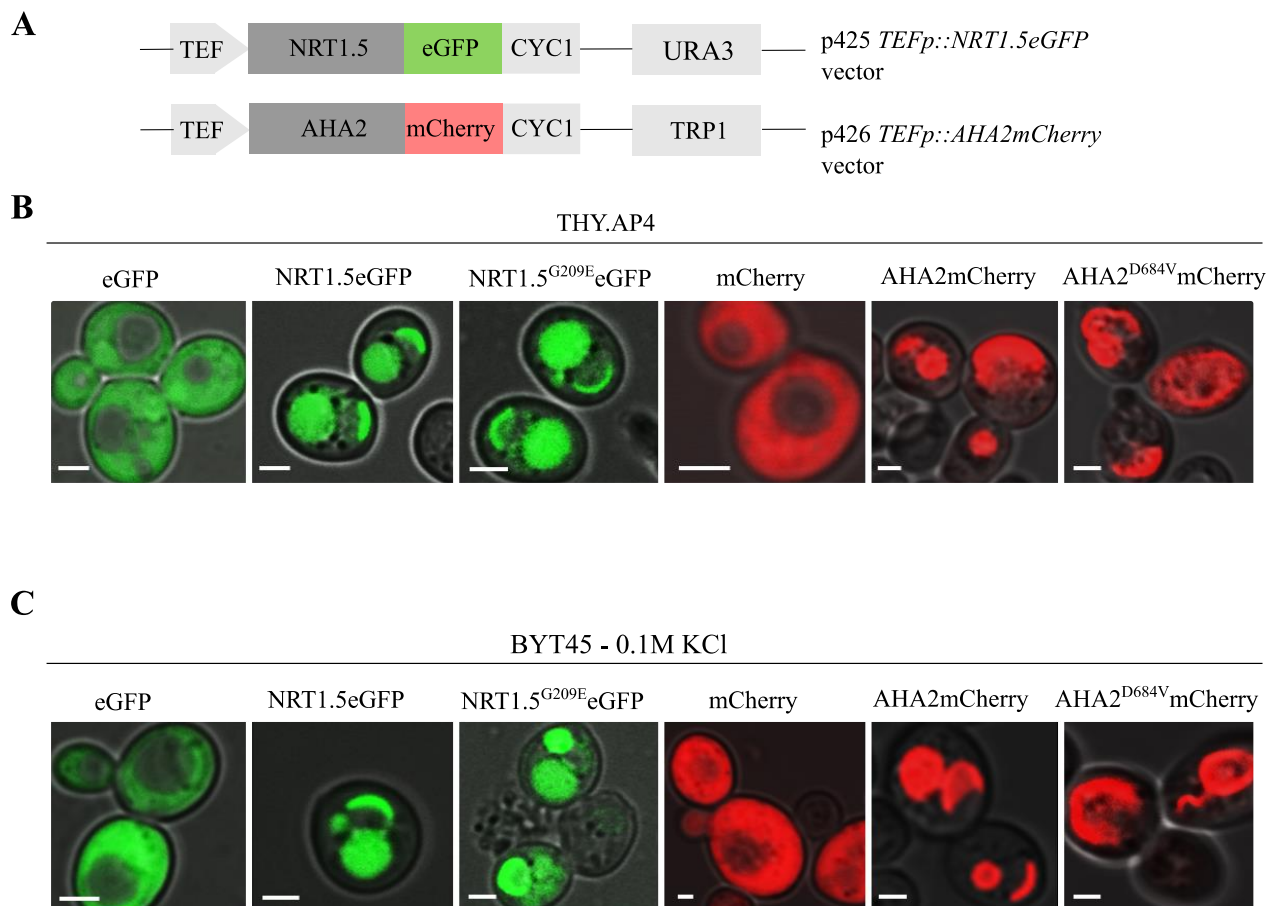 A
TEF NRT1.5 eGFP CYC1 URA3 p425 TEFp::NRT1.5eGFP
vector
TEF AHA2 mCherry CYC1 TRP1 p426 TEFp::AHA2mCherry
vector
B
THY.AP4
eGFP NRT1.5eGFP NRT1.5G209EeGFP mCherry AHA2mCherry AHA2D684VmCherry
C
BYT45 - 0.1M KCl
eGFP NRT1.5eGFP NRT1.5G209EeGFP mCherry AHA2mCherry AHA2D684VmCherry